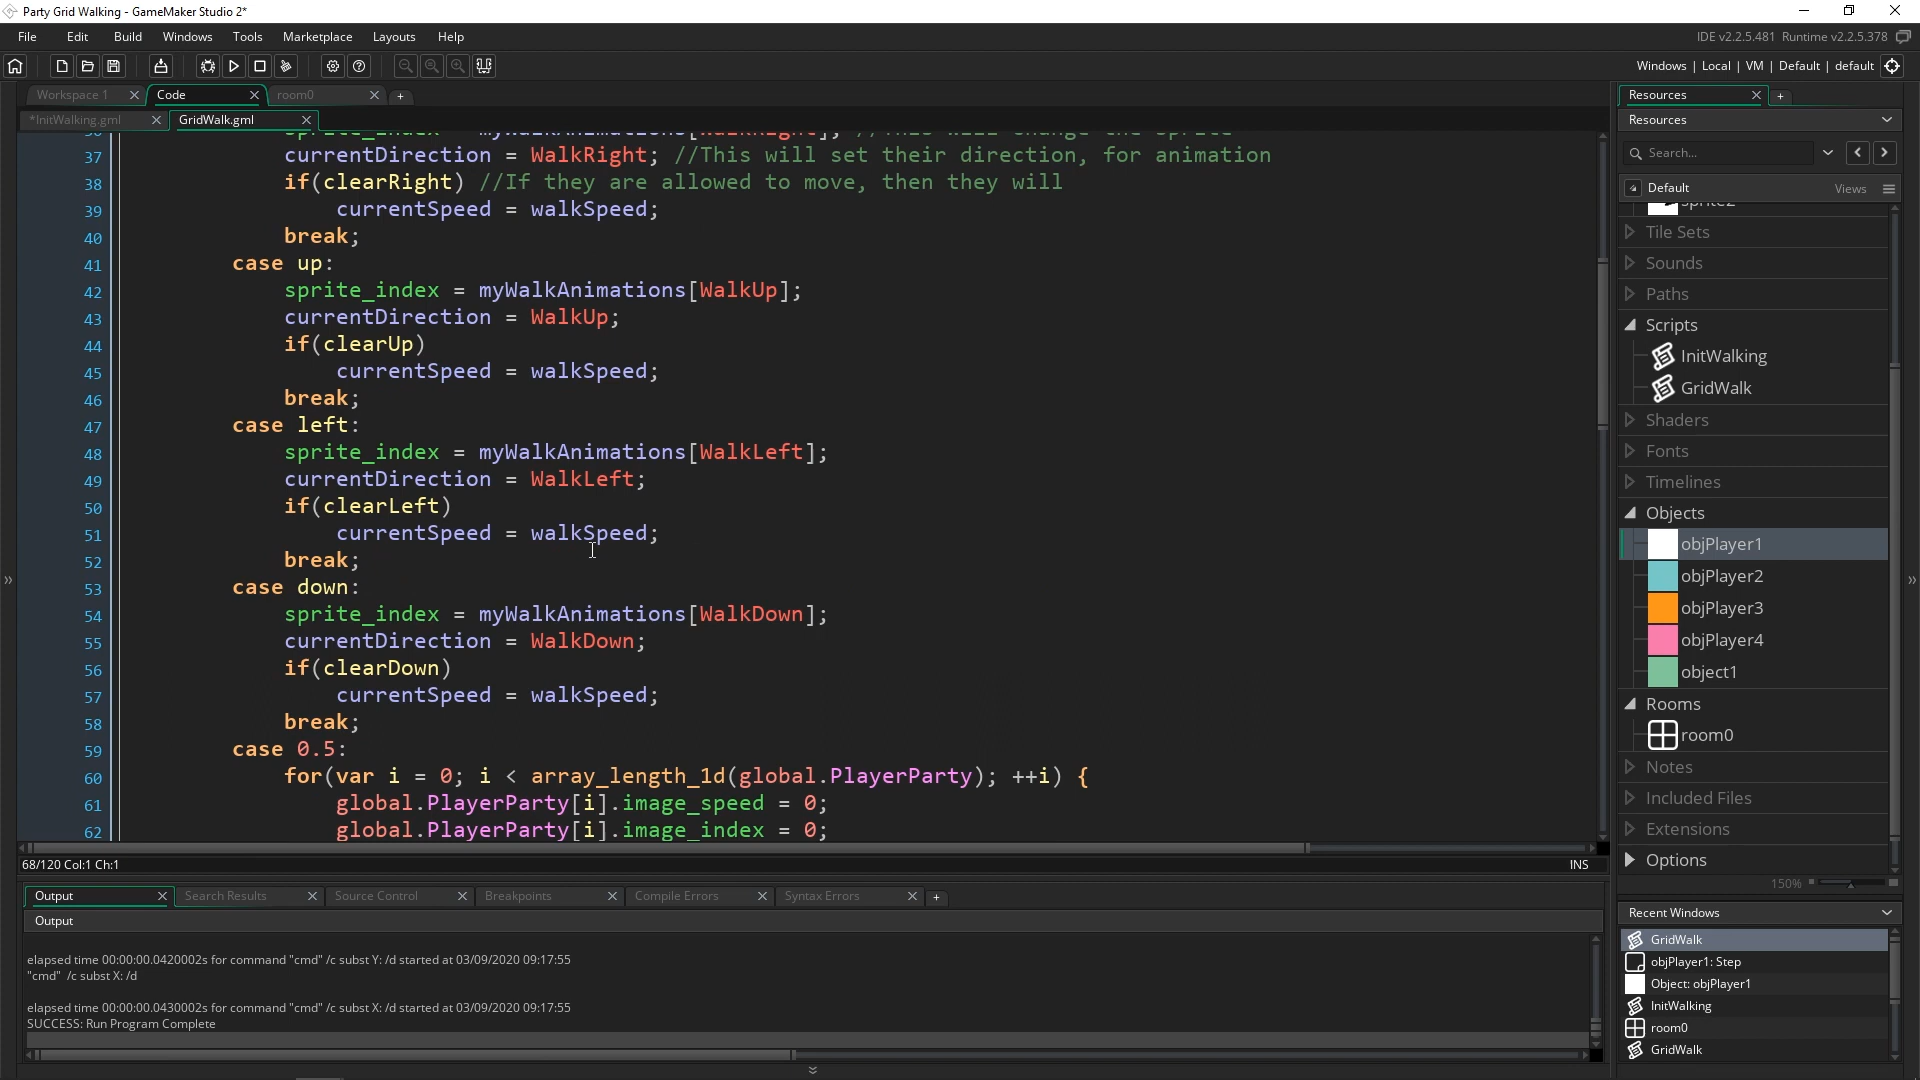 Party Grid Walking - GameMaker Studio 2*
File Edit Build Windows Tools Marketplace Layouts Help
IDE v2.2.5.481 Runtime v2.2.5.378
Windows | Local | VM | Default | default
Workspace 1 Code room0
*InitWalking.gml GridWalk.gml
37 currentDirection = WalkRight; //This will set their direction, for animation
38 if(clearRight) //If they are allowed to move, then they will
39 currentSpeed = walkSpeed;
40 break;
41 case up:
42 sprite_index = myWalkAnimations[WalkUp];
43 currentDirection = WalkUp;
44 if(clearUp)
45 currentSpeed = walkSpeed;
46 break;
47 case left:
48 sprite_index = myWalkAnimations[WalkLeft];
49 currentDirection = WalkLeft;
50 if(clearLeft)
51 currentSpeed = walkSpeed;
52 break;
53 case down:
54 sprite_index = myWalkAnimations[WalkDown];
55 currentDirection = WalkDown;
56 if(clearDown)
57 currentSpeed = walkSpeed;
58 break;
59 case 0.5:
60 for(var i = 0; i < array_length_1d(global.PlayerParty); ++i) {
61 global.PlayerParty[i].image_speed = 0;
62 global.PlayerParty[i].image_index = 0;
68/120 Col:1 Ch:1
INS
Output Search Results Source Control Breakpoints Compile Errors Syntax Errors
Output
elapsed time 00:00:00.0420002s for command "cmd" /c subst Y: /d started at 03/09/2020 09:17:55
"cmd" /c subst X: /d
elapsed time 00:00:00.0430002s for command "cmd" /c subst X: /d started at 03/09/2020 09:17:55
SUCCESS: Run Program Complete
Resources
Resources
Search...
Default Views
sprite2
Tile Sets
Sounds
Paths
Scripts
InitWalking
GridWalk
Shaders
Fonts
Timelines
Objects
objPlayer1
objPlayer2
objPlayer3
objPlayer4
object1
Rooms
room0
Notes
Included Files
Extensions
Options
150%
Recent Windows
GridWalk
objPlayer1: Step
Object: objPlayer1
InitWalking
room0
GridWalk